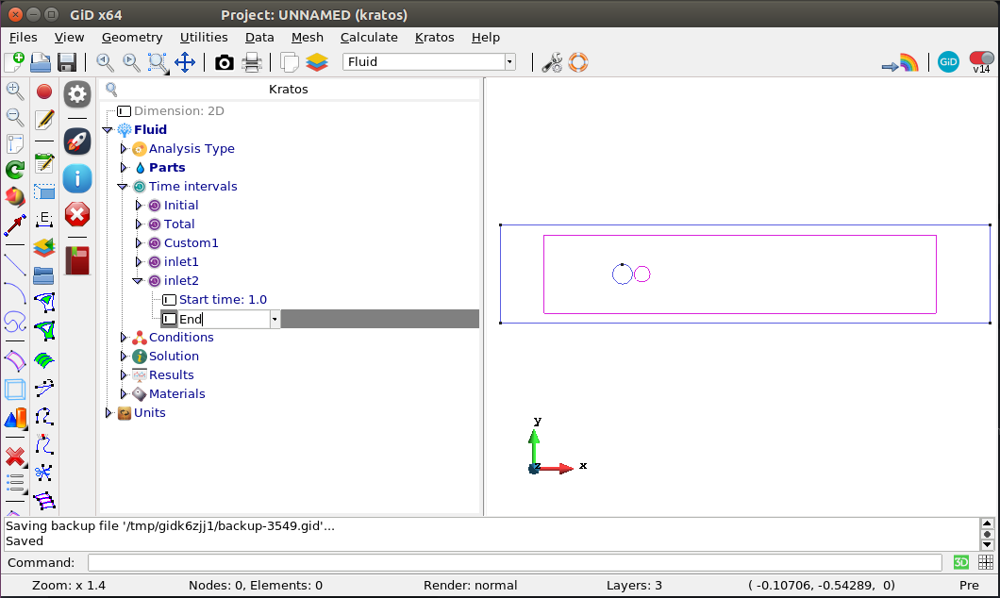 GiD x64 Project: UNNAMED (kratos)
Files View Geometry Utilities Data Mesh Calculate Kratos Help
Fluid
GiD
v14
Kratos
Dimension: 2D
Fluid
Analysis Type
Parts
Time intervals
Initial
Total
Custom1
inlet1
inlet2
Start time: 1.0
End
Conditions
Solution
Results
Materials
Units
.E.
y
z x
Saving backup file '/tmp/gidk6zjj1/backup-3549.gid'...
Saved
Command:
3D
Zoom: x 1.4 Nodes: 0, Elements: 0 Render: normal Layers: 3 ( -0.10706, -0.54289, 0) Pre